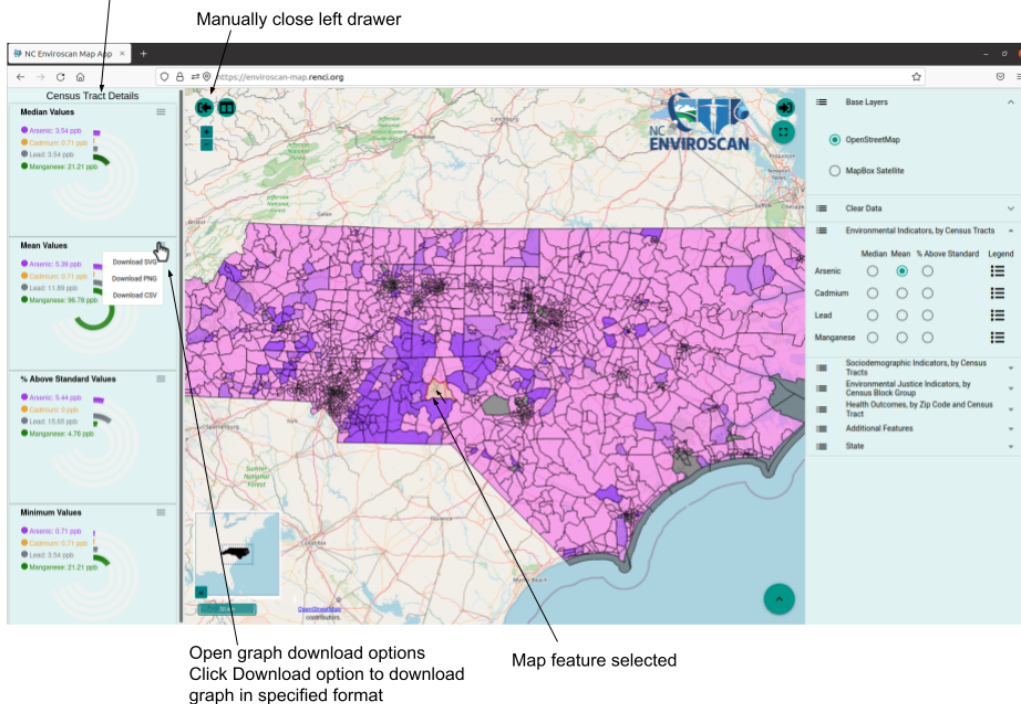 Manually close left drawer
NC Enviroscan Map App
https://enviroscan-map.renci.org
Census Tract Details
Median Values
Arsenic: 3.54 ppb
Cadmium: 0.71 ppb
Lead: 3.54 ppb
Manganese: 21.21 ppb
Mean Values
Arsenic: 5.39 ppb
Cadmium: 0.71 ppb
Lead: 11.89 ppb
Manganese: 96.78 ppb
Download SVG
Download PNG
Download CSV
% Above Standard Values
Arsenic: 5.44 ppb
Cadmium: 0 ppb
Lead: 15.65 ppb
Manganese: 4.76 ppb
Minimum Values
Arsenic: 0.71 ppb
Cadmium: 0.71 ppb
Lead: 3.54 ppb
Manganese: 21.21 ppb
NC
ENVIROSCAN
Jefferson
National
Forest
Sumter
National
Forest
Myrtle Beach
OpenStreetMap
contributors.
Base Layers
OpenStreetMap
MapBox Satellite
Clear Data
Environmental Indicators, by Census Tracts
Median Mean % Above Standard Legend
Arsenic
Cadmium
Lead
Manganese
Sociodemographic Indicators, by Census
Tracts
Environmental Justice Indicators, by
Census Block Group
Health Outcomes, by Zip Code and Census
Tract
Additional Features
State
Open graph download options
Click Download option to download
graph in specified format
Map feature selected